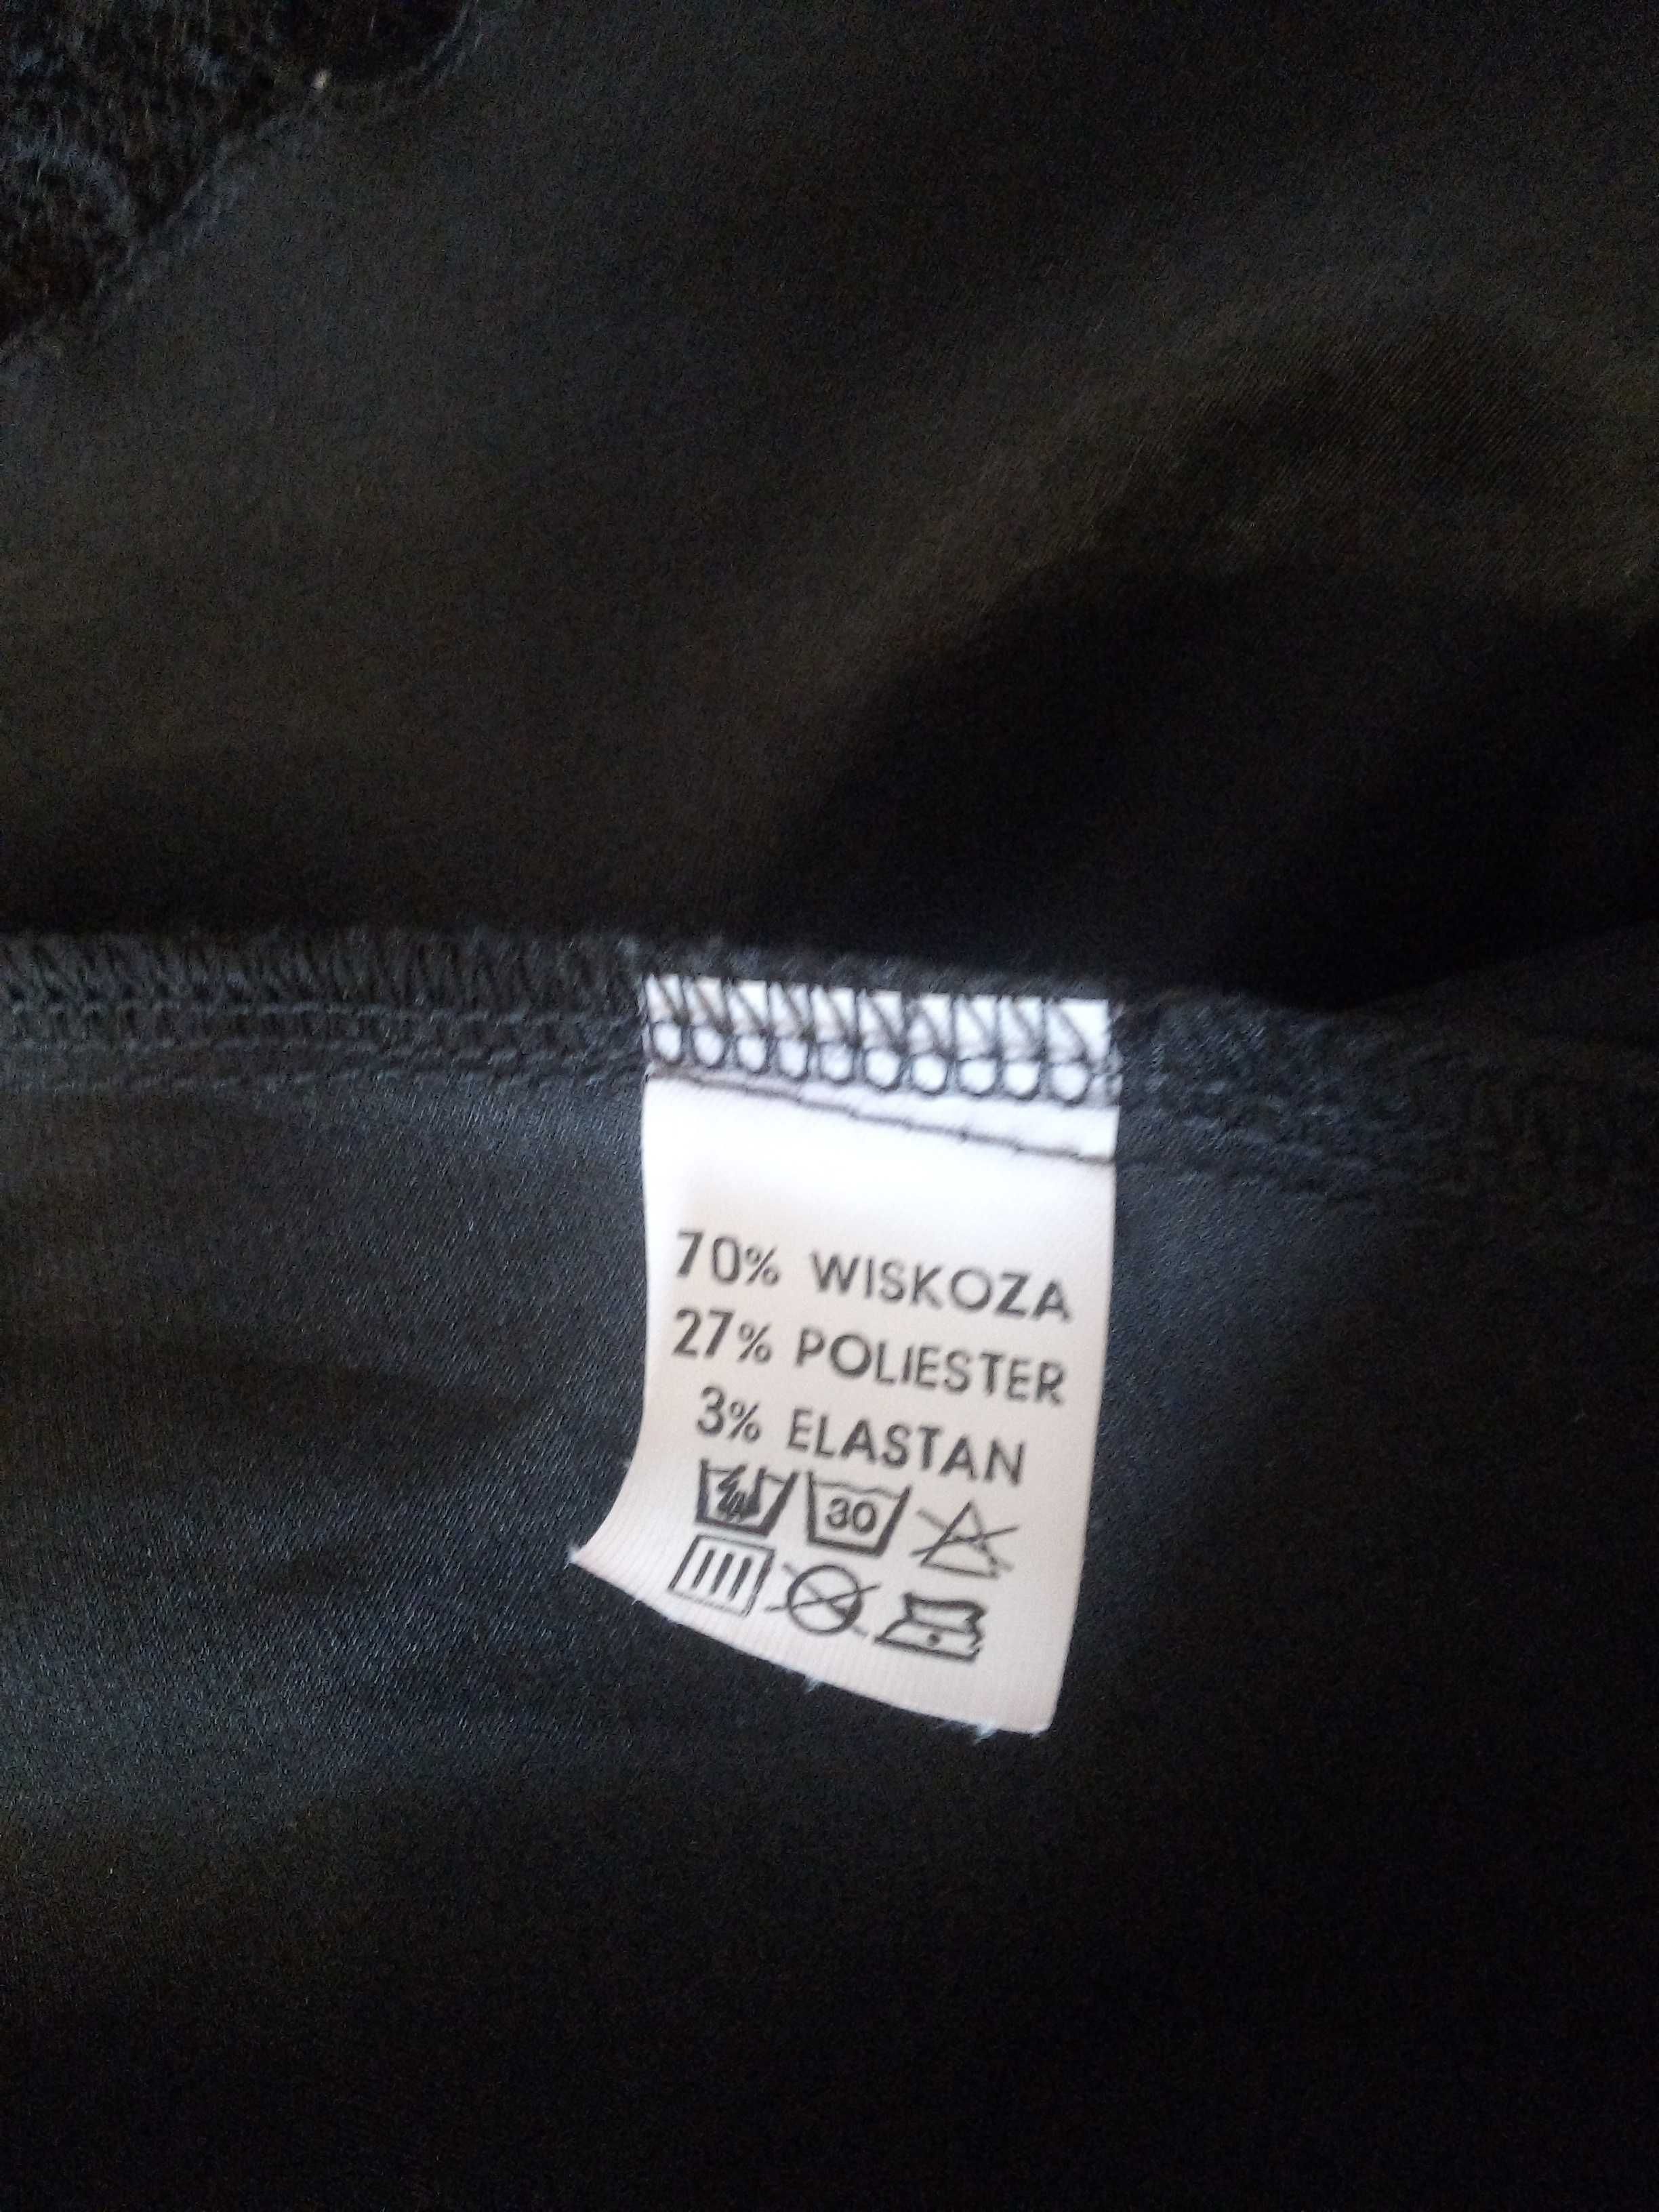 70% WISKOZA
27% POLIESTER
3% ELASTAN
30